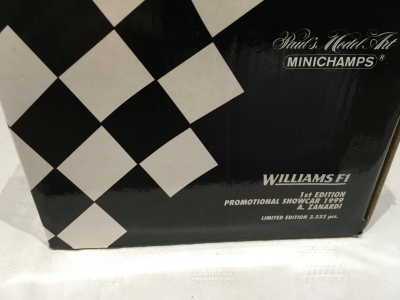 Paul's Model Art
MINICHAMPS®
WILLIAMS F1
1st EDITION
PROMOTIONAL SHOWCAR 1999
A. ZANARDI
LIMITED EDITION 3.333 pcs.